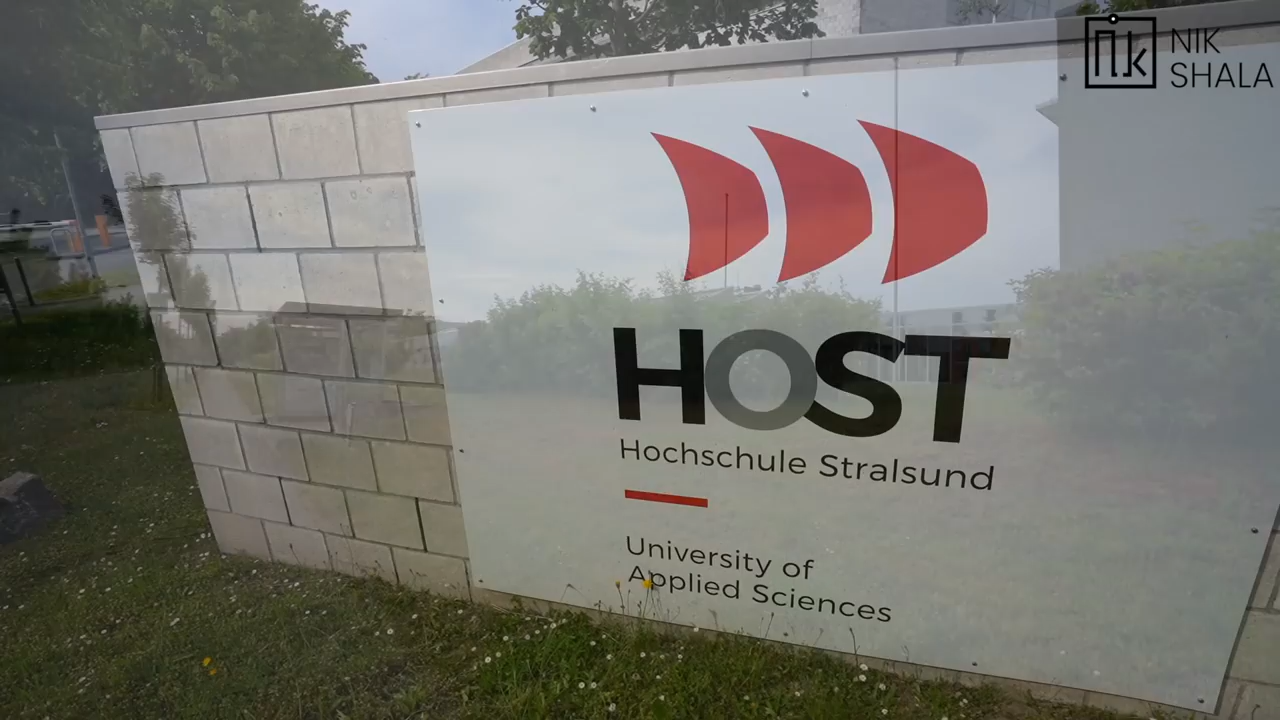 NIK
SHALA
HOST
Hochschule Stralsund
University of
Applied Sciences